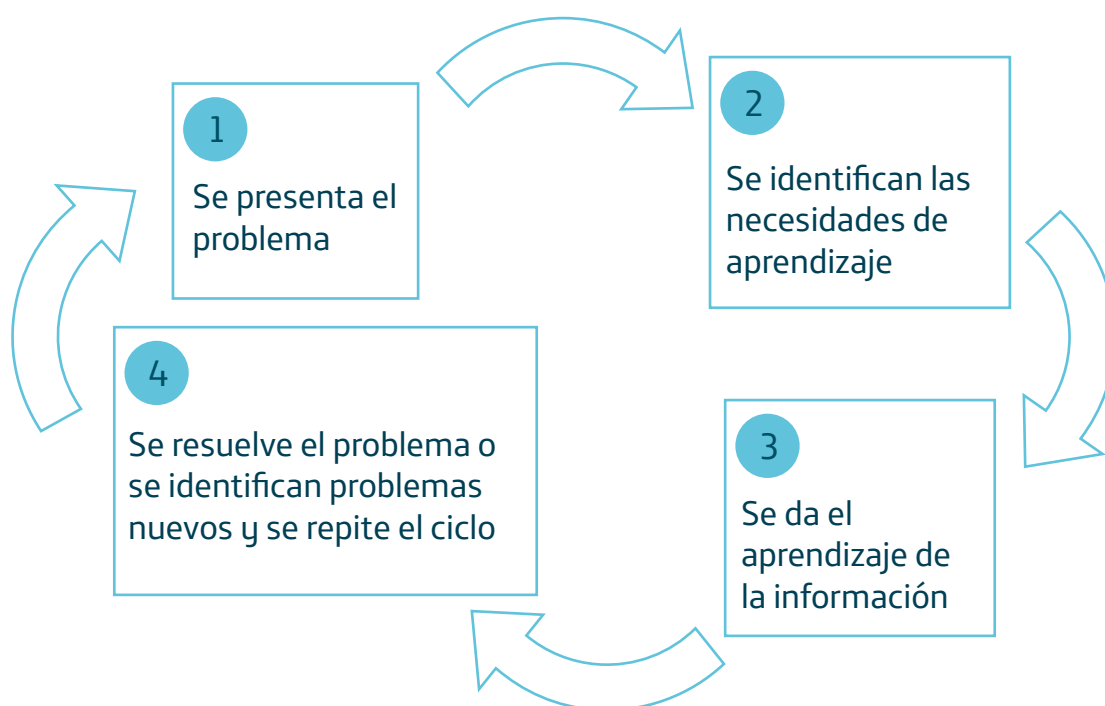 1
Se presenta el
problema
2
Se identifican las
necesidades de
aprendizaje
3
Se da el
aprendizaje de
la información
4
Se resuelve el problema o
se identifican problemas
nuevos y se repite el ciclo